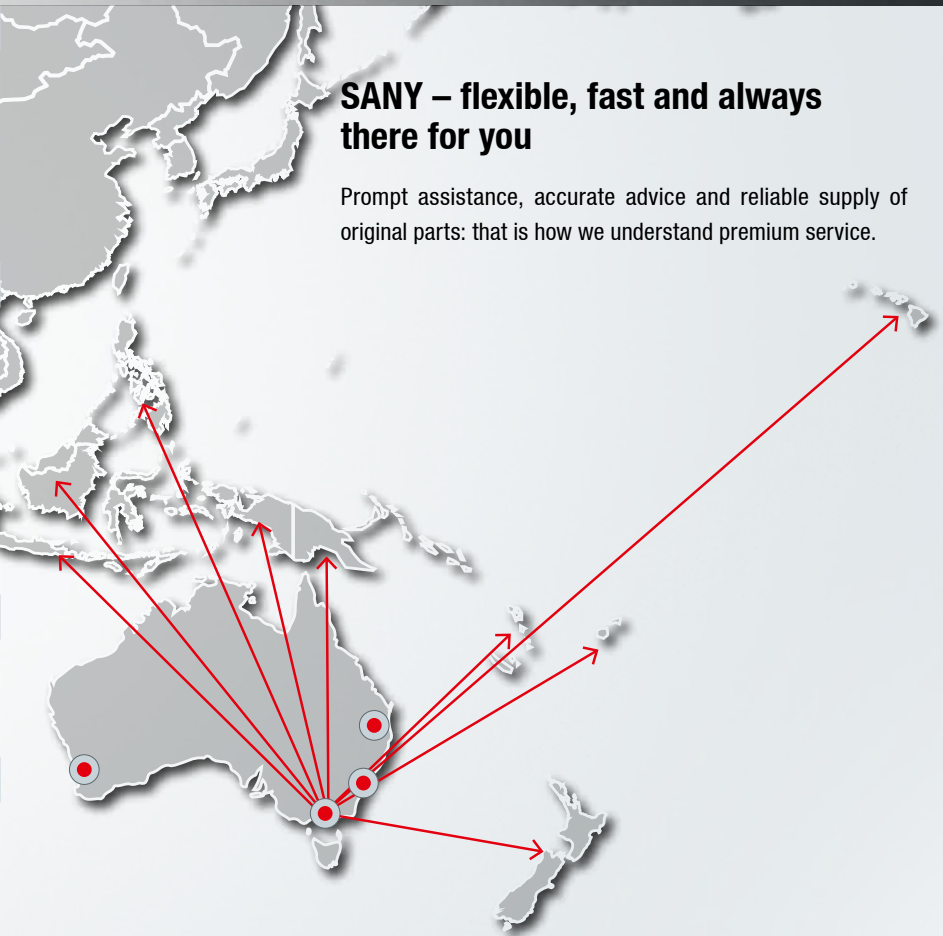 SANY – flexible, fast and always
there for you
Prompt assistance, accurate advice and reliable supply of
original parts: that is how we understand premium service.